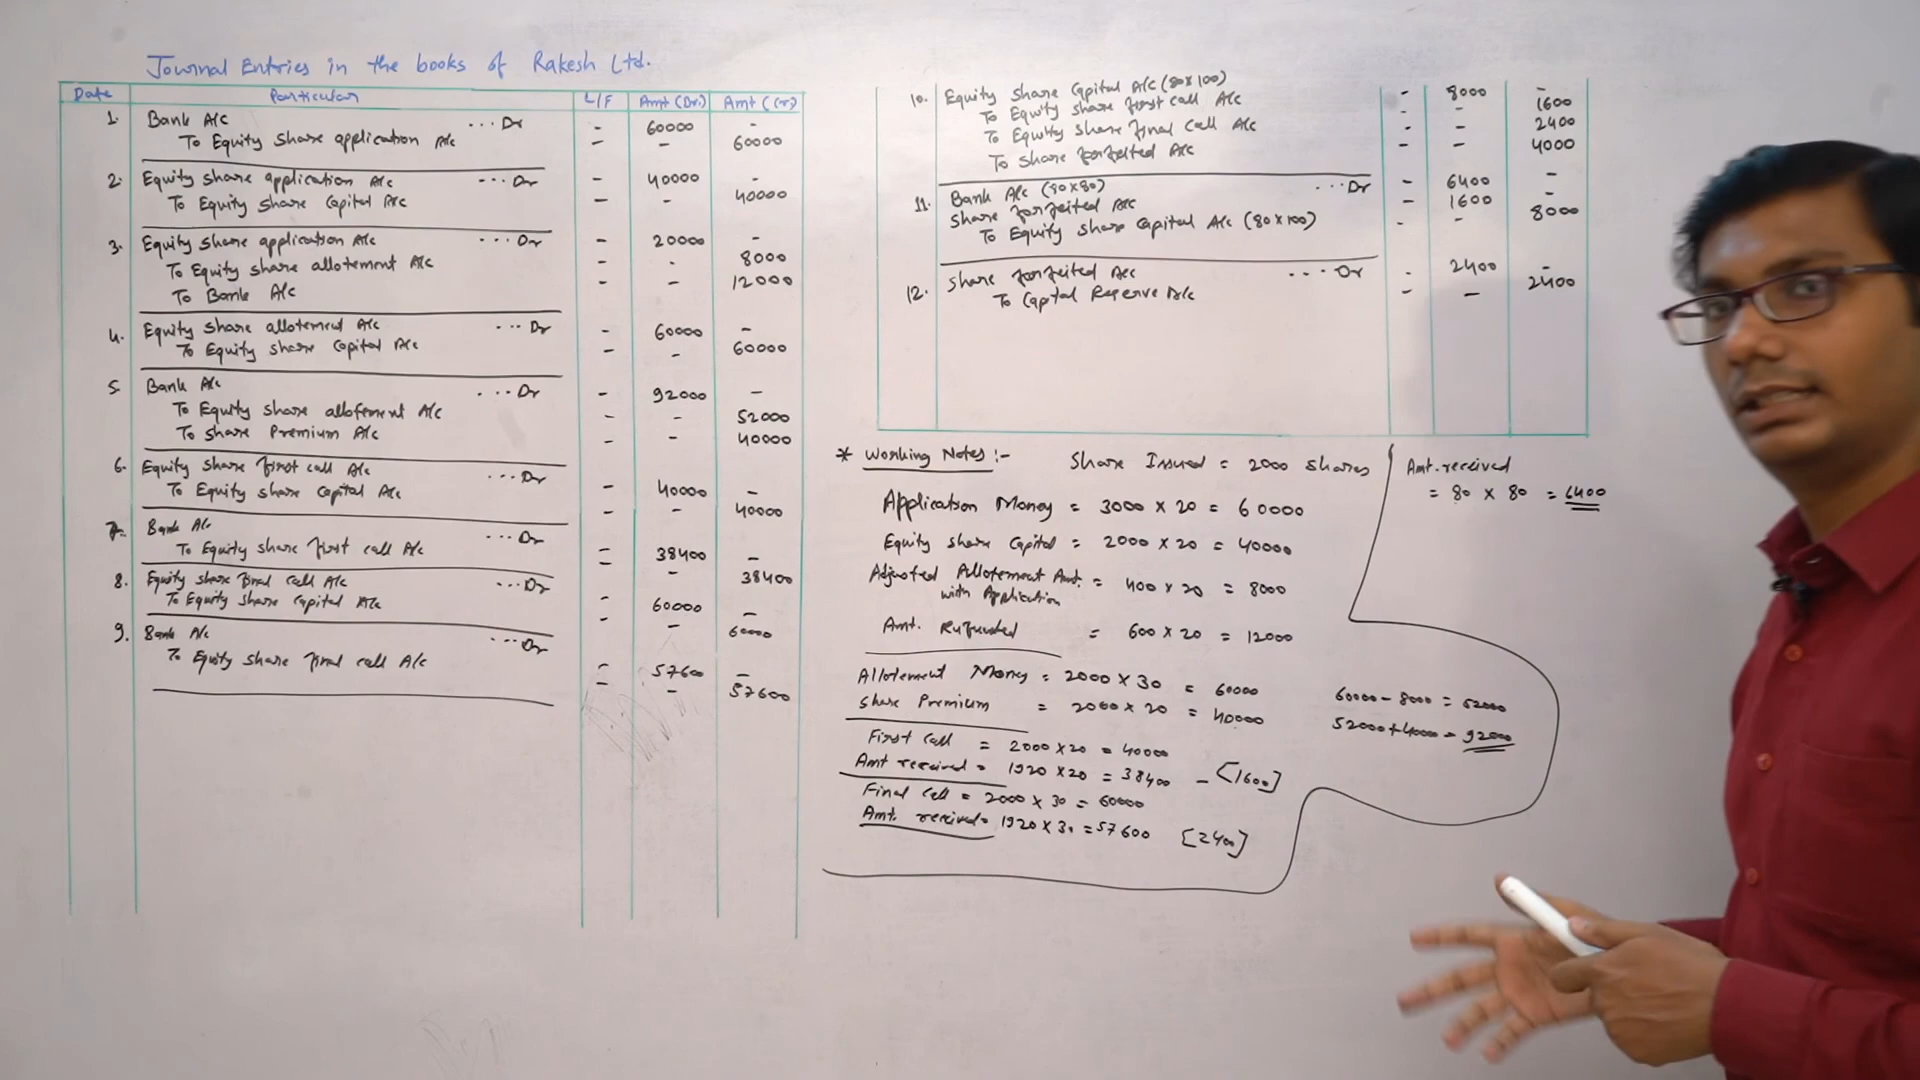 Journal Entries in the books of Rakesh Ltd.
Date Particular L/F Amt (Dr.) Amt (Cr)
1. Bank A/c ... Dr - 60000 -
To Equity share application A/c - - 60000
2. Equity share application A/c ... Dr - 40000 -
To Equity share Capital A/c - - 40000
3. Equity share application A/c ... Dr - 20000 -
To Equity share allotement A/c - - 8000
To Bank A/c - - 12000
4. Equity share allotement A/c ... Dr - 60000 -
To Equity share Capital A/c - - 60000
5. Bank A/c ... Dr - 92000 -
To Equity share allotement A/c - - 52000
To Share Premium A/c - - 40000
6. Equity share first call A/c ... Dr - 40000 -
To Equity share Capital A/c - - 40000
7. Bank A/c ... Dr - 38400 -
To Equity share first call A/c - - 38400
8. Equity share final call A/c ... Dr - 60000 -
To Equity share Capital A/c - - 60000
9. Bank A/c ... Dr - 57600 -
To Equity share final call A/c - - 57600
10. Equity share Capital A/c (80x100) - 8000 -
To Equity share first call A/c - - 1600
To Equity share final call A/c - - 2400
To share forfeited A/c - - 4000
11. Bank A/c (80x80) ... Dr - 6400 -
Share forfeited A/c - 1600 -
To Equity share Capital A/c (80x100) - - 8000
12. Share forfeited A/c ... Dr - 2400 -
To Capital Reserve A/c - - 2400
* Working Notes :- Share Issued = 2000 shares
Application Money = 3000 x 20 = 60000
Equity share Capital = 2000 x 20 = 40000
Adjusted Allotement Amt. with Application = 400 x 20 = 8000
Amt. Refunded = 600 x 20 = 12000
Allotement Money = 2000 x 30 = 60000
Share Premium = 2000 x 20 = 40000
First Call = 2000 x 20 = 40000
Amt received = 1920 x 20 = 38400 - [1600]
Final Call = 2000 x 30 = 60000
Amt. received = 1920 x 30 = 57600 [2400]
Amt. received
= 80 x 80 = 6400
60000 - 8000 = 52000
52000 + 40000 = 92000